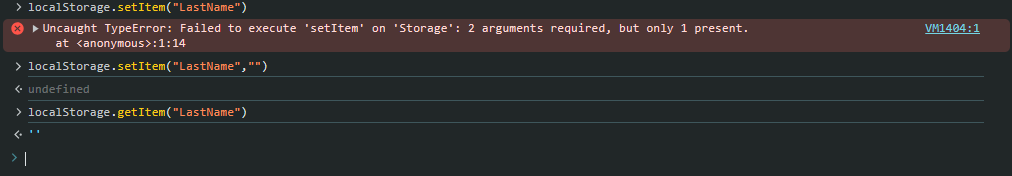 > localStorage.setItem("LastName")
▶ Uncaught TypeError: Failed to execute 'setItem' on 'Storage': 2 arguments required, but only 1 present. VM1404:1
at <anonymous>:1:14
> localStorage.setItem("LastName","")
<· undefined
> localStorage.getItem("LastName")
<· ''
>